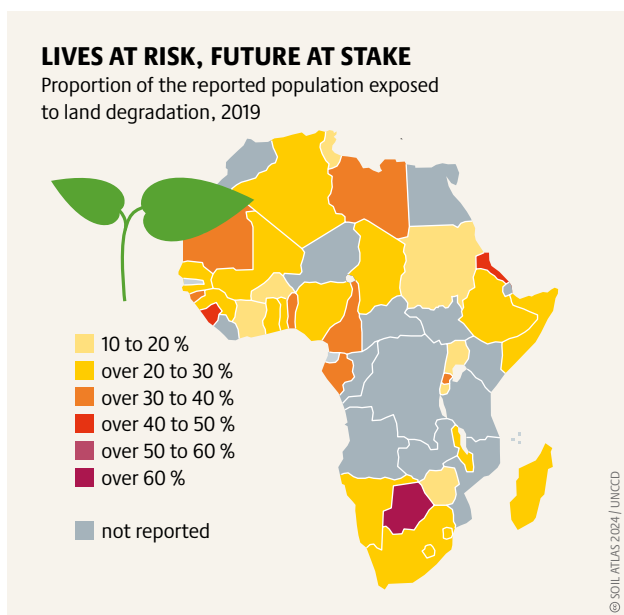 LIVES AT RISK, FUTURE AT STAKE
Proportion of the reported population exposed
to land degradation, 2019
10 to 20 %
over 20 to 30 %
over 30 to 40 %
over 40 to 50 %
over 50 to 60 %
over 60 %
not reported
🄯 SOIL ATLAS 2024 / UNCCD